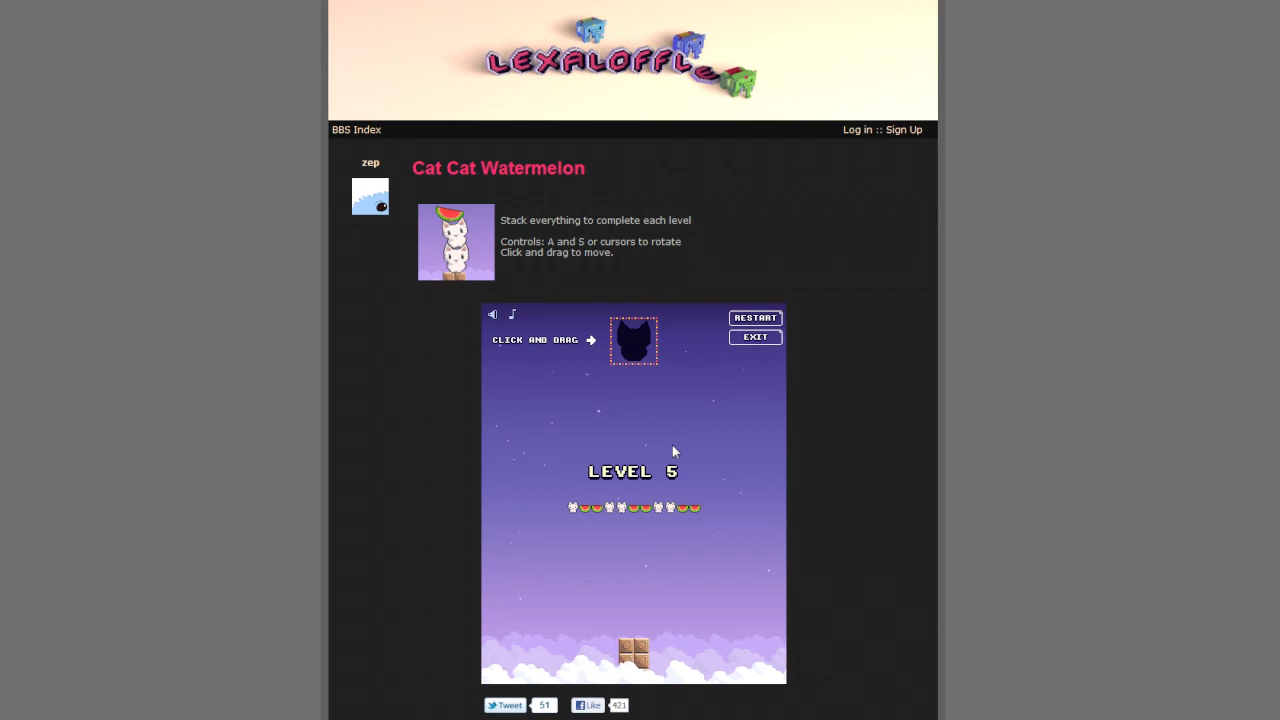 LEXALOFFLE
BBS Index
Log in :: Sign Up
zep
Cat Cat Watermelon
Stack everything to complete each level
Controls: A and S or cursors to rotate
Click and drag to move.
RESTART
CLICK AND DRAG
EXIT
LEVEL 5
Tweet 51 Like 421